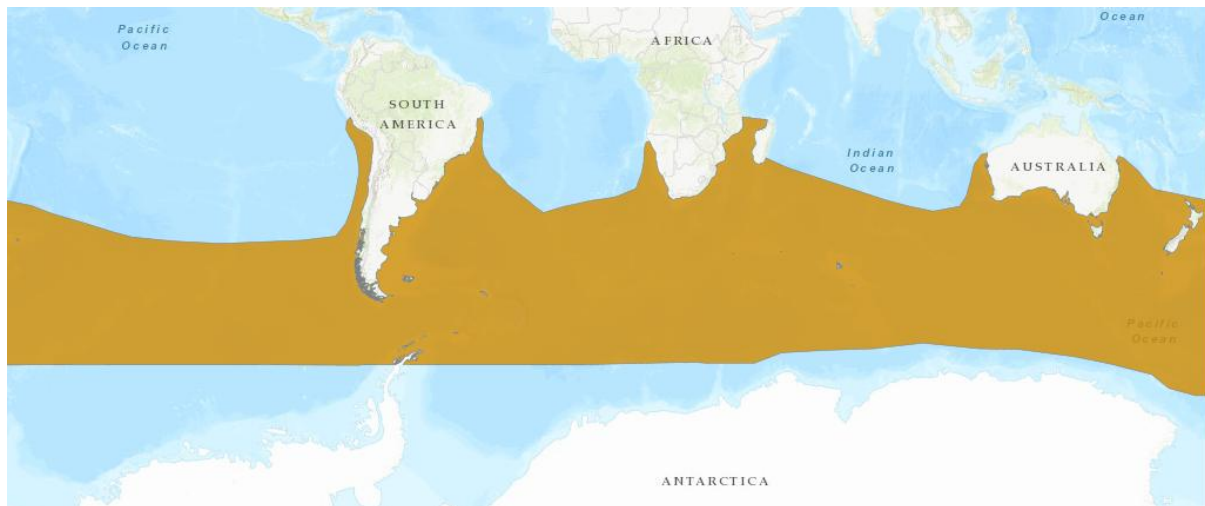 Pacific
Ocean
AFRICA
Ocean
SOUTH
AMERICA
Indian
Ocean
AUSTRALIA
Pacific
Ocean
ANTARCTICA